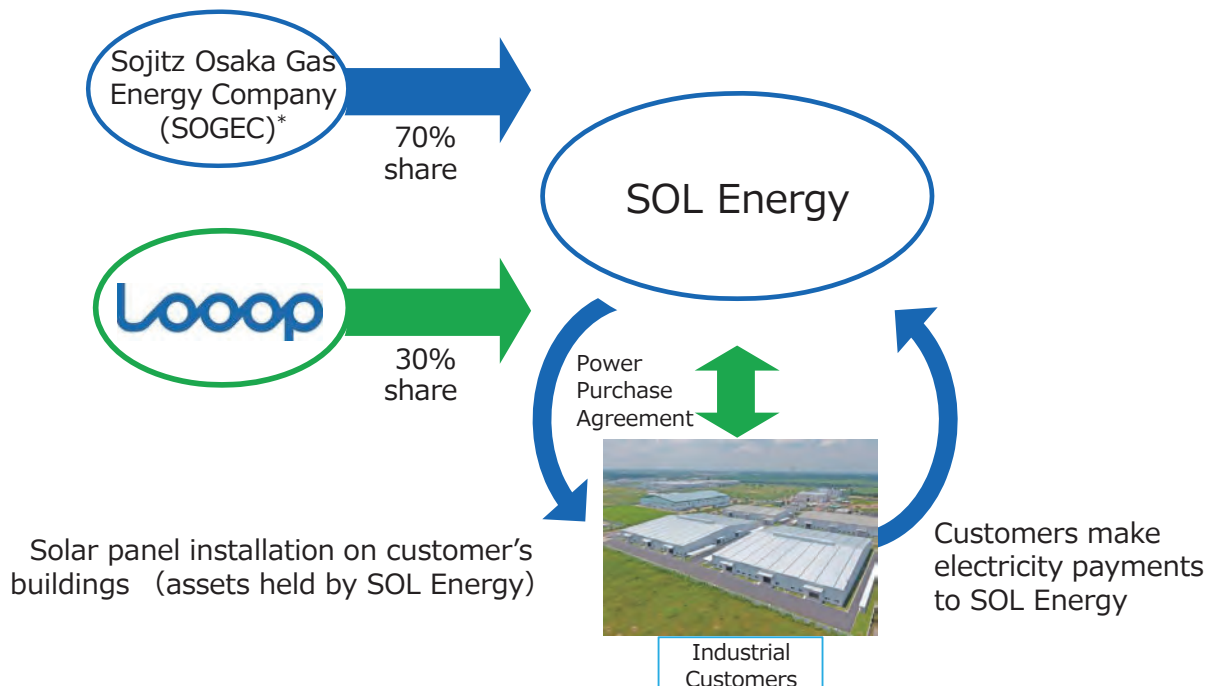 Sojitz Osaka Gas
Energy Company
(SOGEC)*
70%
share
SOL Energy
Looop
30%
share
Power
Purchase
Agreement
Solar panel installation on customer’s
buildings （assets held by SOL Energy）
Customers make
electricity payments
to SOL Energy
Industrial
Customers